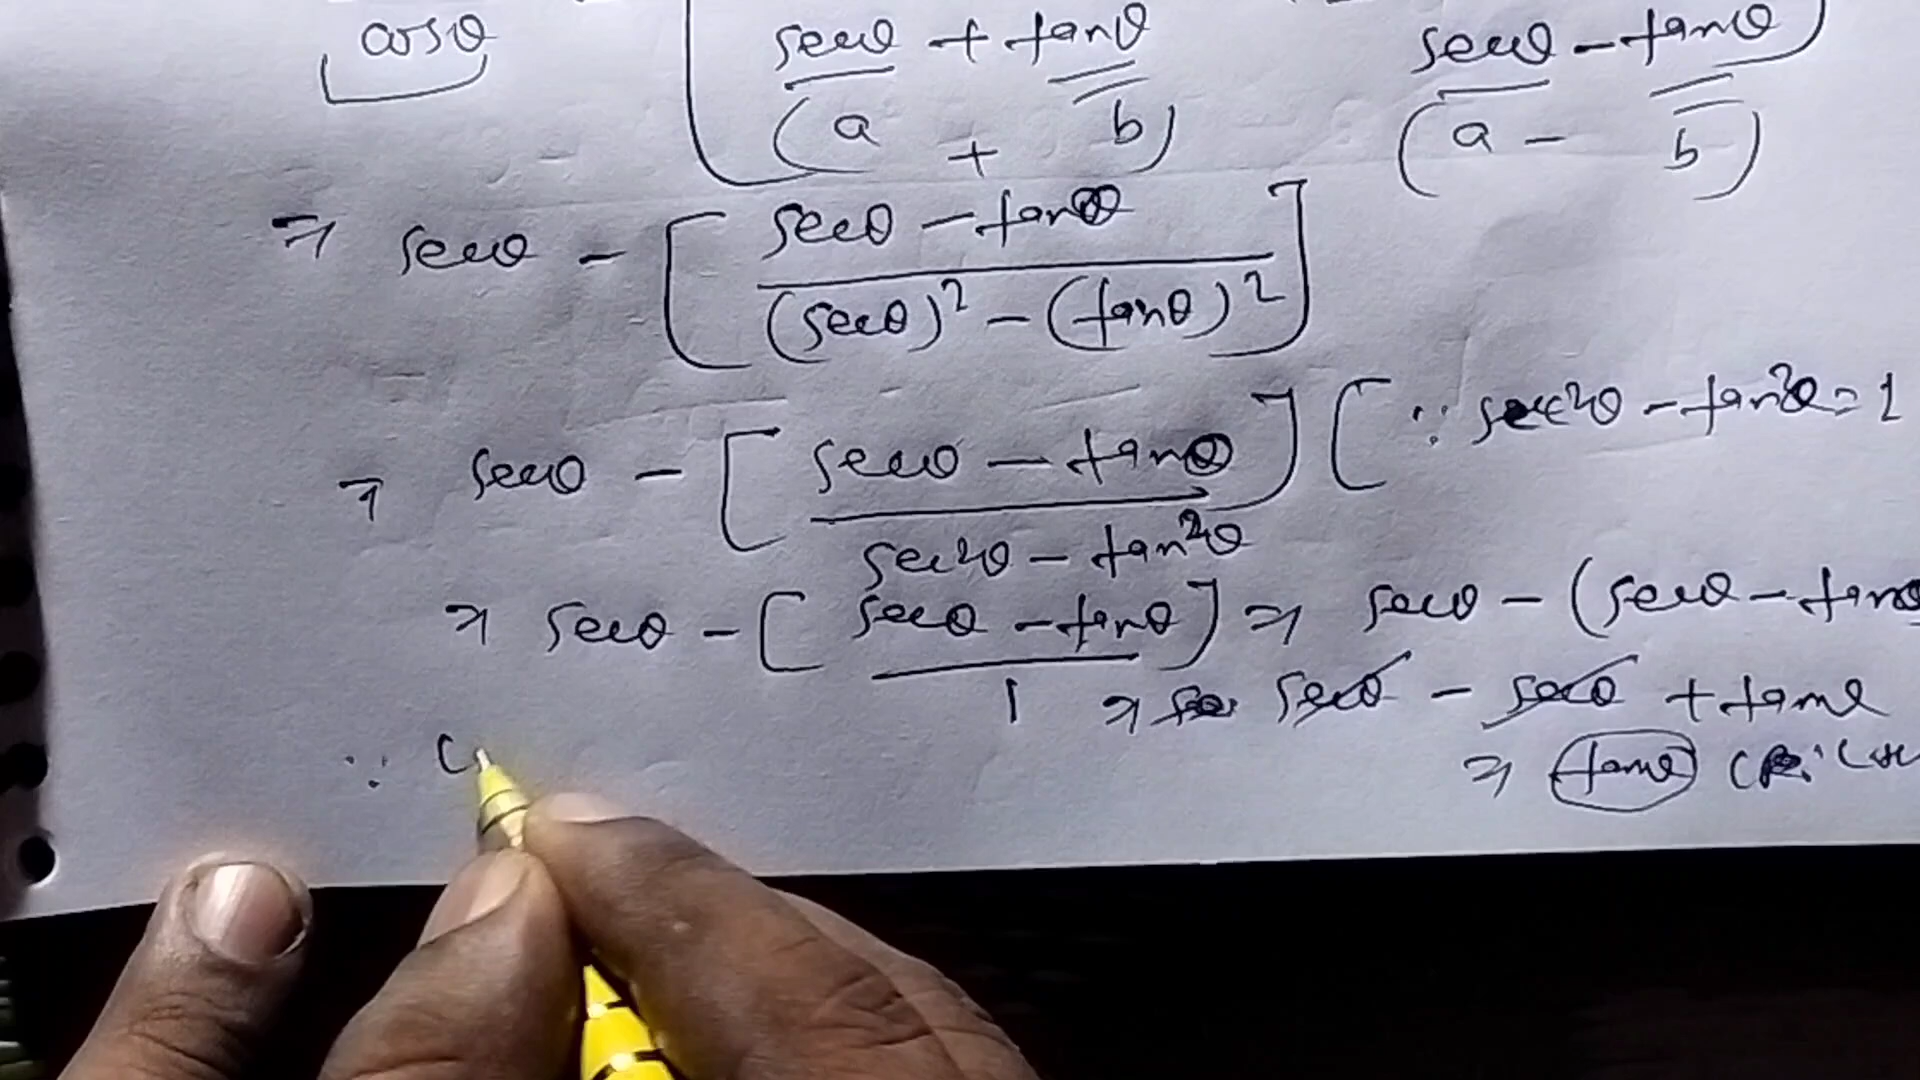 cosθ secθ + tanθ secθ - tanθ
(a + b) (a - b)
⇒ secθ - [ secθ - tanθ / (secθ)² - (tanθ)² ]
⇒ secθ - [ secθ - tanθ / sec²θ - tan²θ ] [ ∵ sec²θ - tan²θ = 1
⇒ secθ - [ secθ - tanθ / 1 ] ⇒ secθ - (secθ - tanθ
⇒ secθ - secθ + tanθ
∵ ⇒ tanθ